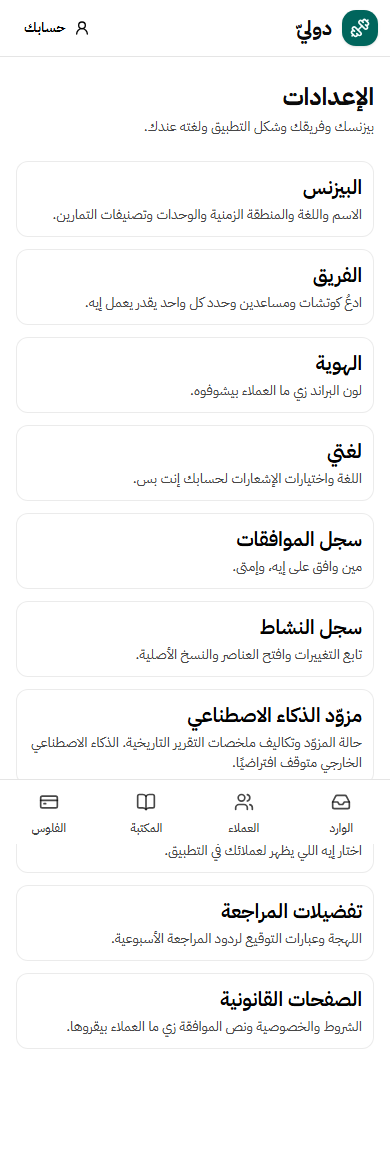 دوليّ
حسابك
الإعدادات
بيزنسك وفريقك وشكل التطبيق ولغته عندك.
البيزنس
الاسم واللغة والمنطقة الزمنية والوحدات وتصنيفات التمارين.
الفريق
ادعُ كوتشات ومساعدين وحدد كل واحد يقدر يعمل إيه.
الهوية
لون البراند زي ما العملاء بيشوفوه.
لغتي
اللغة واختيارات الإشعارات لحسابك إنت بس.
سجل الموافقات
مين وافق على إيه، وإمتى.
سجل النشاط
تابع التغييرات وافتح العناصر والنسخ الأصلية.
مزوّد الذكاء الاصطناعي
حالة المزوّد وتكاليف ملخصات التقرير التاريخية. الذكاء الاصطناعي
الخارجي متوقف افتراضيًا.
الوارد
العملاء
المكتبة
الفلوس
اختار إيه اللي يظهر لعملائك في التطبيق.
تفضيلات المراجعة
اللهجة وعبارات التوقيع لردود المراجعة الأسبوعية.
الصفحات القانونية
الشروط والخصوصية ونص الموافقة زي ما العملاء بيقروها.